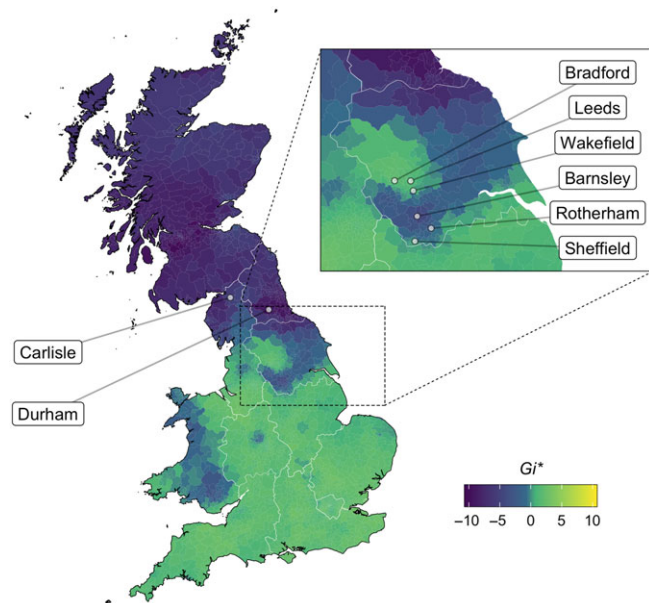 Bradford
Leeds
Wakefield
Barnsley
Rotherham
Sheffield
Carlisle
Durham
Gi*
−10 −5 0 5 10